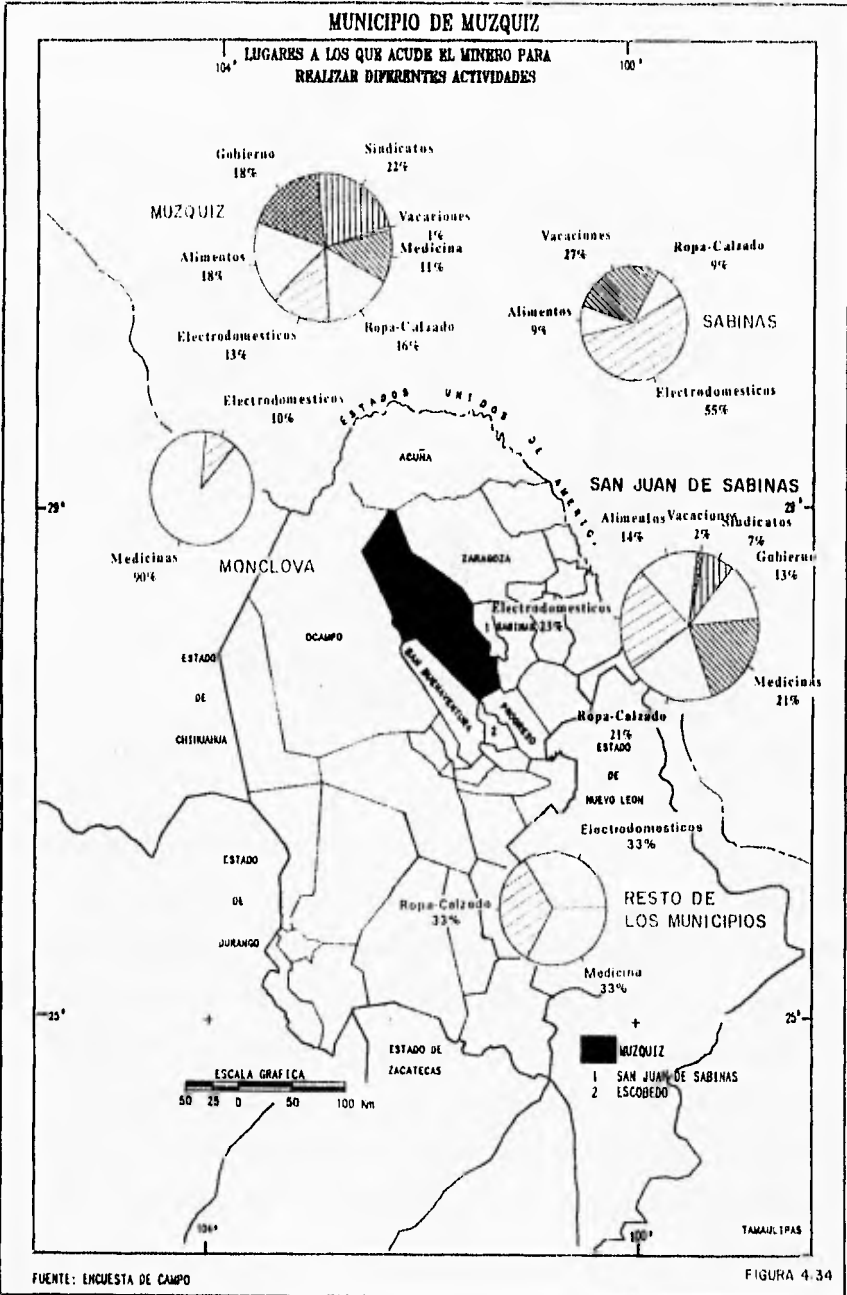 MUNICIPIO DE MUZQUIZ
LUGARES A LOS QUE ACUDE EL MINERO PARA
REALIZAR DIFERENTES ACTIVIDADES
104°
100°
MUZQUIZ
Gobierno
18%
Sindicatos
22%
Vacaciones
1%
Medicina
11%
Alimentos
18%
Electrodomesticos
13%
Ropa-Calzado
16%
Vacaciones
27%
Ropa-Calzado
9%
Alimentos
9%
SABINAS
Electrodomesticos
55%
Electrodomesticos
10%
Medicinas
90%
MONCLOVA
ESTADOS UNIDOS DE AMERIC.
ACUÑA
29°
29°
SAN JUAN DE SABINAS
Alimentos
14%
Vacaciones
2%
Sindicatos
7%
Gobierno
13%
ZARAGOZA
Electrodomesticos
23%
1 SABINAS
Medicinas
21%
Ropa-Calzado
21%
OCAMPO
SAN BUENAVENTURA
PROGRESO
2
ESTADO
DE
CHIHUAHUA
ESTADO
DE
NUEVO LEON
Electrodomesticos
33%
ESTADO
DE
DURANGO
Ropa-Calzado
33%
RESTO DE
LOS MUNICIPIOS
Medicina
33%
25°
25°
ESTADO DE
ZACATECAS
MUZQUIZ
1 SAN JUAN DE SABINAS
2 ESCOBEDO
ESCALA GRAFICA
50 25 0 50 100 Km
100°
TAMAULIPAS
FUENTE: ENCUESTA DE CAMPO
FIGURA 4.34